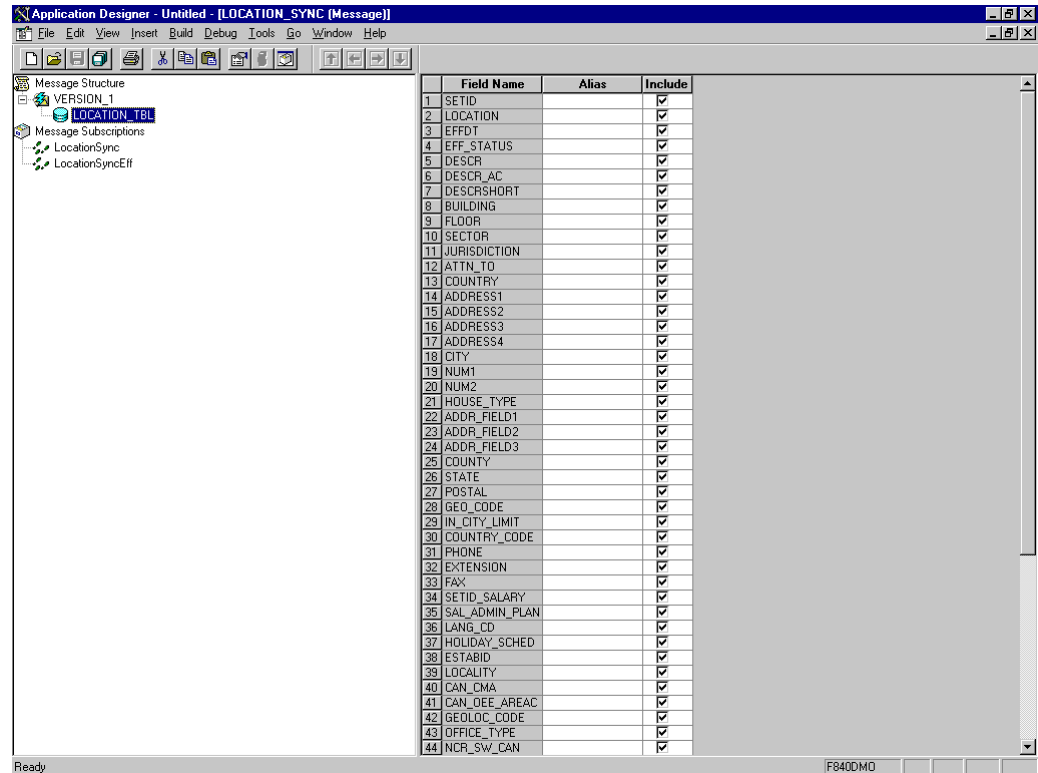 Application Designer - Untitled - [LOCATION_SYNC (Message)]
File Edit View Insert Build Debug Tools Go Window Help
Message Structure
VERSION_1
LOCATION_TBL
Message Subscriptions
LocationSync
LocationSyncEff
Field Name Alias Include
1 SETID
2 LOCATION
3 EFFDT
4 EFF_STATUS
5 DESCR
6 DESCR_AC
7 DESCRSHORT
8 BUILDING
9 FLOOR
10 SECTOR
11 JURISDICTION
12 ATTN_TO
13 COUNTRY
14 ADDRESS1
15 ADDRESS2
16 ADDRESS3
17 ADDRESS4
18 CITY
19 NUM1
20 NUM2
21 HOUSE_TYPE
22 ADDR_FIELD1
23 ADDR_FIELD2
24 ADDR_FIELD3
25 COUNTY
26 STATE
27 POSTAL
28 GEO_CODE
29 IN_CITY_LIMIT
30 COUNTRY_CODE
31 PHONE
32 EXTENSION
33 FAX
34 SETID_SALARY
35 SAL_ADMIN_PLAN
36 LANG_CD
37 HOLIDAY_SCHED
38 ESTABID
39 LOCALITY
40 CAN_CMA
41 CAN_OEE_AREAC
42 GEOLOC_CODE
43 OFFICE_TYPE
44 NCR_SW_CAN
Ready F840DMO